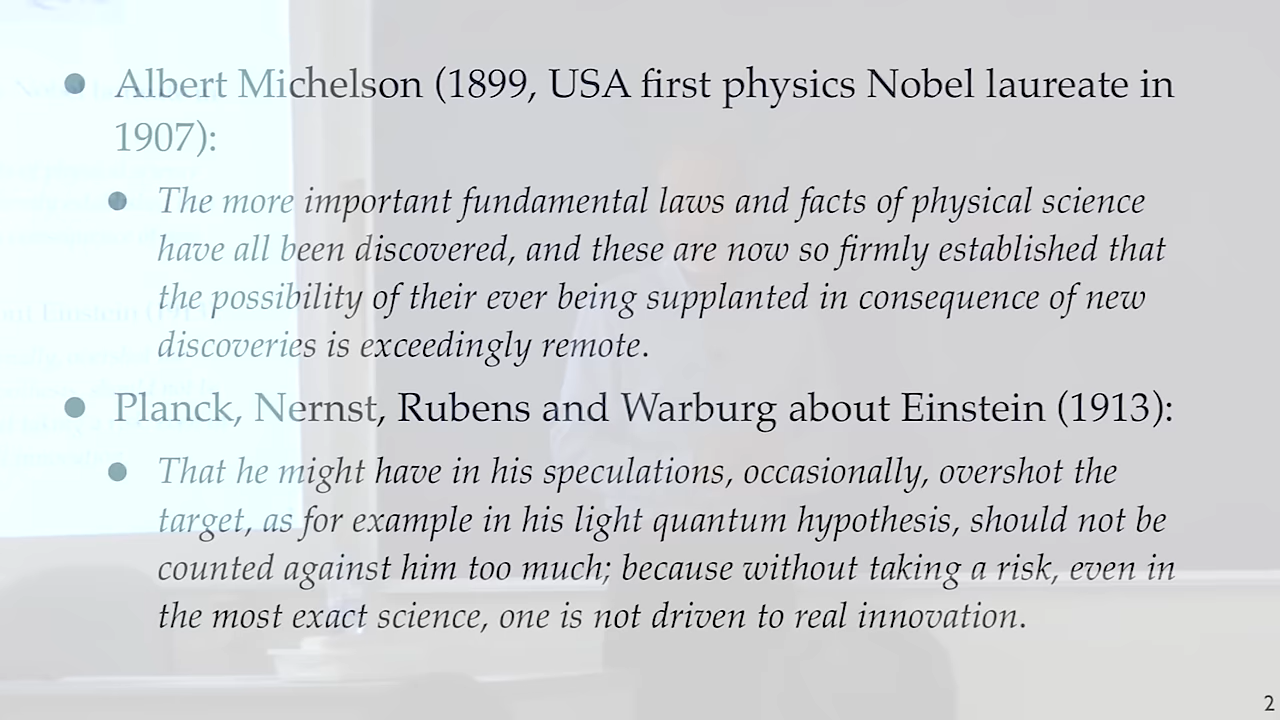 ● Albert Michelson (1899, USA first physics Nobel laureate in
1907):
● The more important fundamental laws and facts of physical science
have all been discovered, and these are now so firmly established that
the possibility of their ever being supplanted in consequence of new
discoveries is exceedingly remote.
● Planck, Nernst, Rubens and Warburg about Einstein (1913):
● That he might have in his speculations, occasionally, overshot the
target, as for example in his light quantum hypothesis, should not be
counted against him too much; because without taking a risk, even in
the most exact science, one is not driven to real innovation.
2